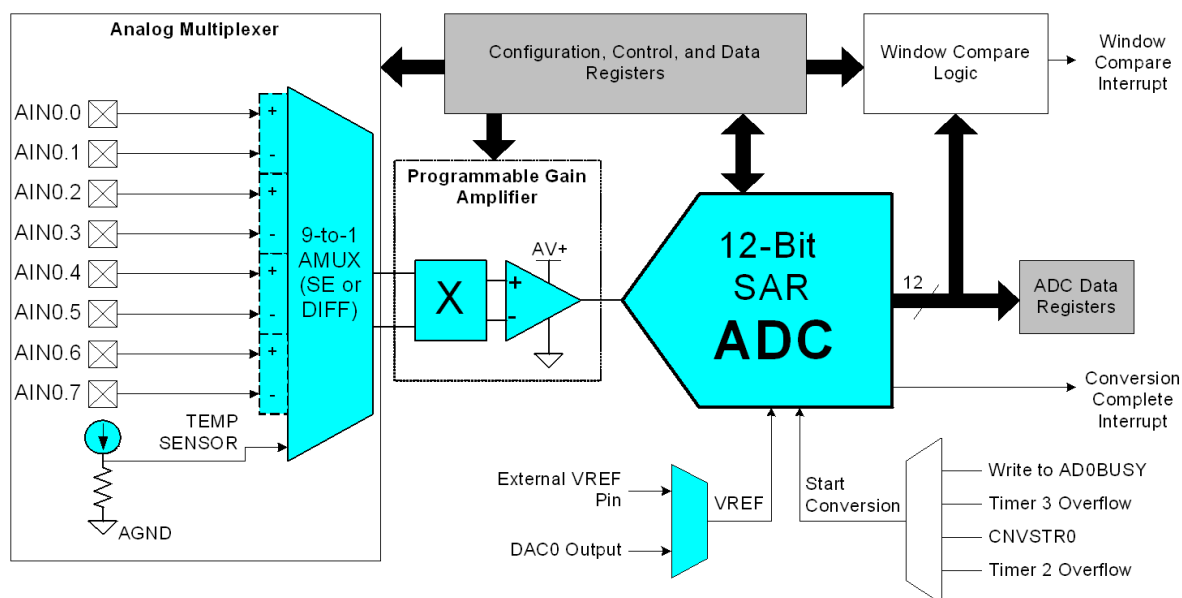 Analog Multiplexer
AIN0.0
AIN0.1
AIN0.2
AIN0.3
AIN0.4
AIN0.5
AIN0.6
AIN0.7
+
-
+
-
+
-
+
-
9-to-1
AMUX
(SE or
DIFF)
TEMP
SENSOR
AGND
Configuration, Control, and Data
Registers
Window Compare
Logic
Window
Compare
Interrupt
Programmable Gain
Amplifier
X
+
-
AV+
12-Bit
SAR
ADC
12
ADC Data
Registers
Conversion
Complete
Interrupt
External VREF
Pin
DAC0 Output
VREF
Start
Conversion
Write to AD0BUSY
Timer 3 Overflow
CNVSTR0
Timer 2 Overflow